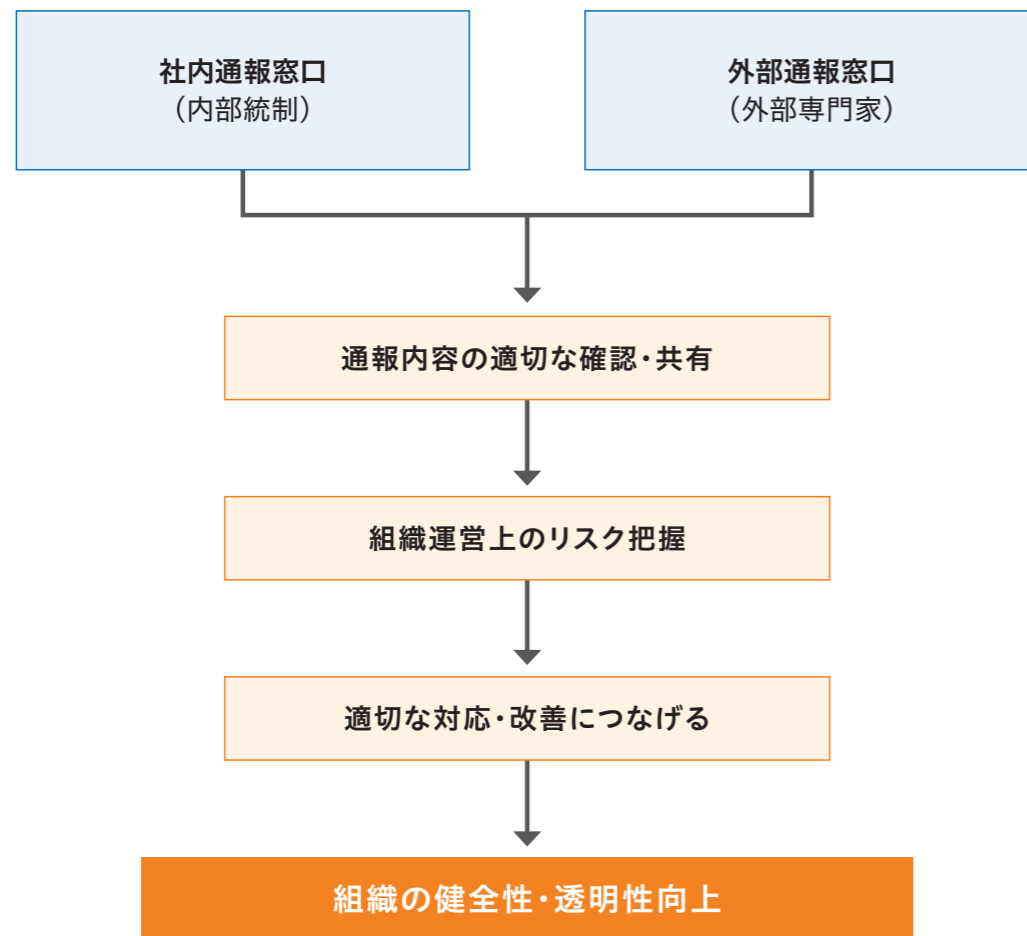 社内通報窓口
（内部統制）
外部通報窓口
（外部専門家）
通報内容の適切な確認・共有
組織運営上のリスク把握
適切な対応・改善につなげる
組織の健全性・透明性向上